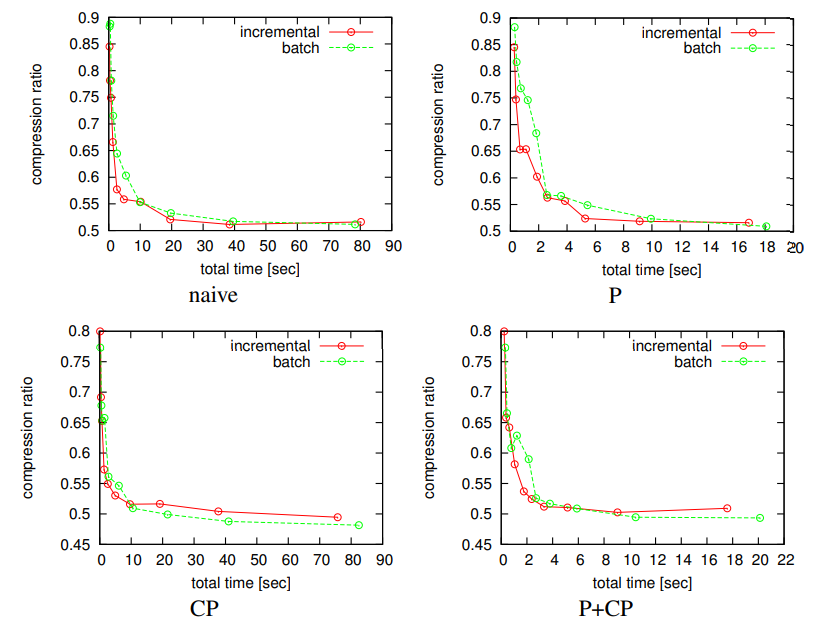 0.9
0.85
0.8
0.75
0.7
0.65
0.6
0.55
0.5
compression ratio
incremental
batch
0 10 20 30 40 50 60 70 80 90
total time [sec]
naive
0.9
0.85
0.8
0.75
0.7
0.65
0.6
0.55
0.5
compression ratio
incremental
batch
0 2 4 6 8 10 12 14 16 18 20
total time [sec]
P
0.8
0.75
0.7
0.65
0.6
0.55
0.5
0.45
compression ratio
incremental
batch
0 10 20 30 40 50 60 70 80 90
total time [sec]
CP
0.8
0.75
0.7
0.65
0.6
0.55
0.5
0.45
compression ratio
incremental
batch
0 2 4 6 8 10 12 14 16 18 20 22
total time [sec]
P+CP